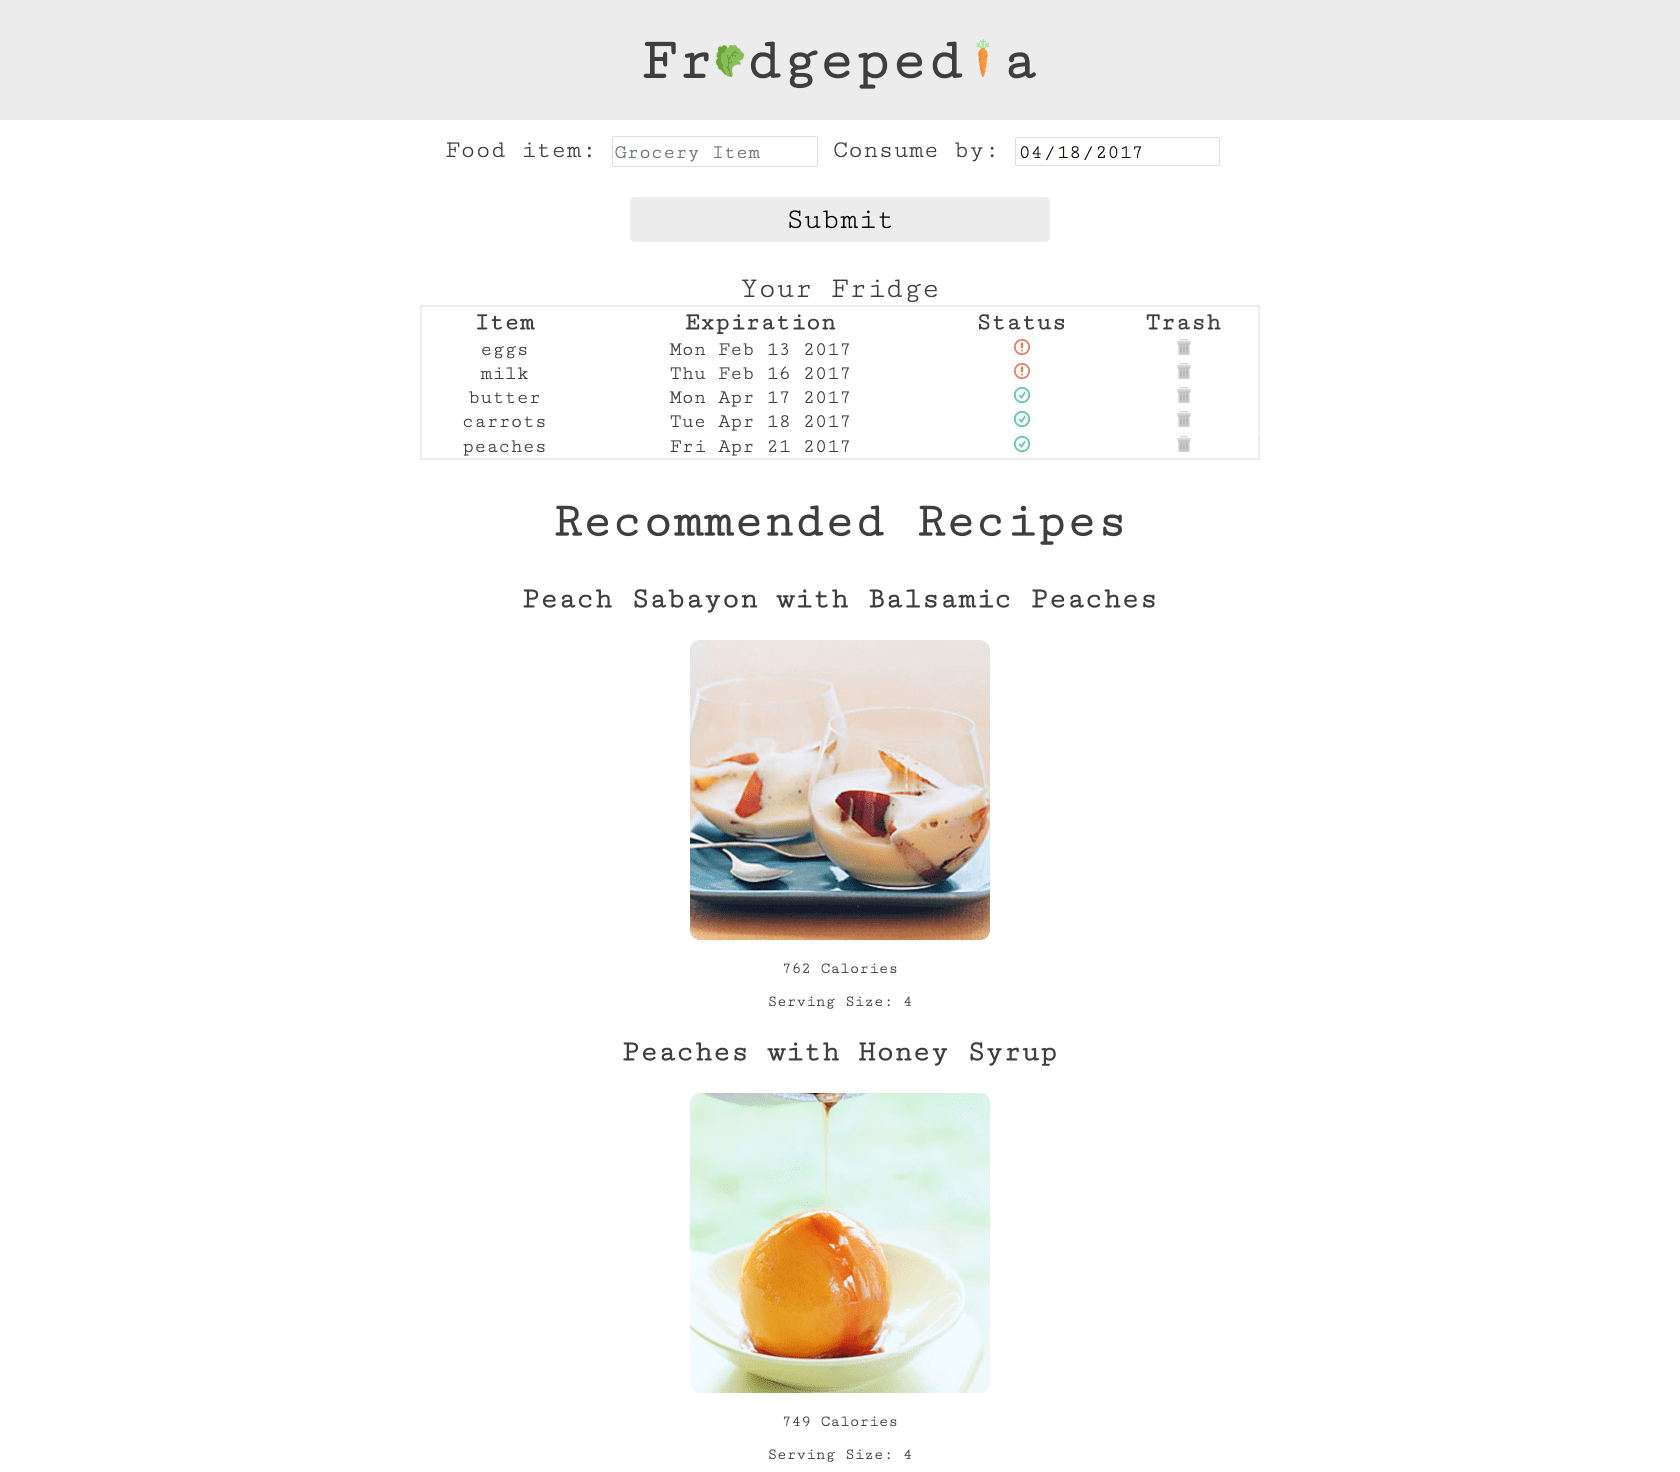 Fridgepedia
Food item: Grocery Item Consume by: 04/18/2017
Submit
Your Fridge
Item Expiration Status Trash
eggs Mon Feb 13 2017
milk Thu Feb 16 2017
butter Mon Apr 17 2017
carrots Tue Apr 18 2017
peaches Fri Apr 21 2017
Recommended Recipes
Peach Sabayon with Balsamic Peaches
762 Calories
Serving Size: 4
Peaches with Honey Syrup
749 Calories
Serving Size: 4